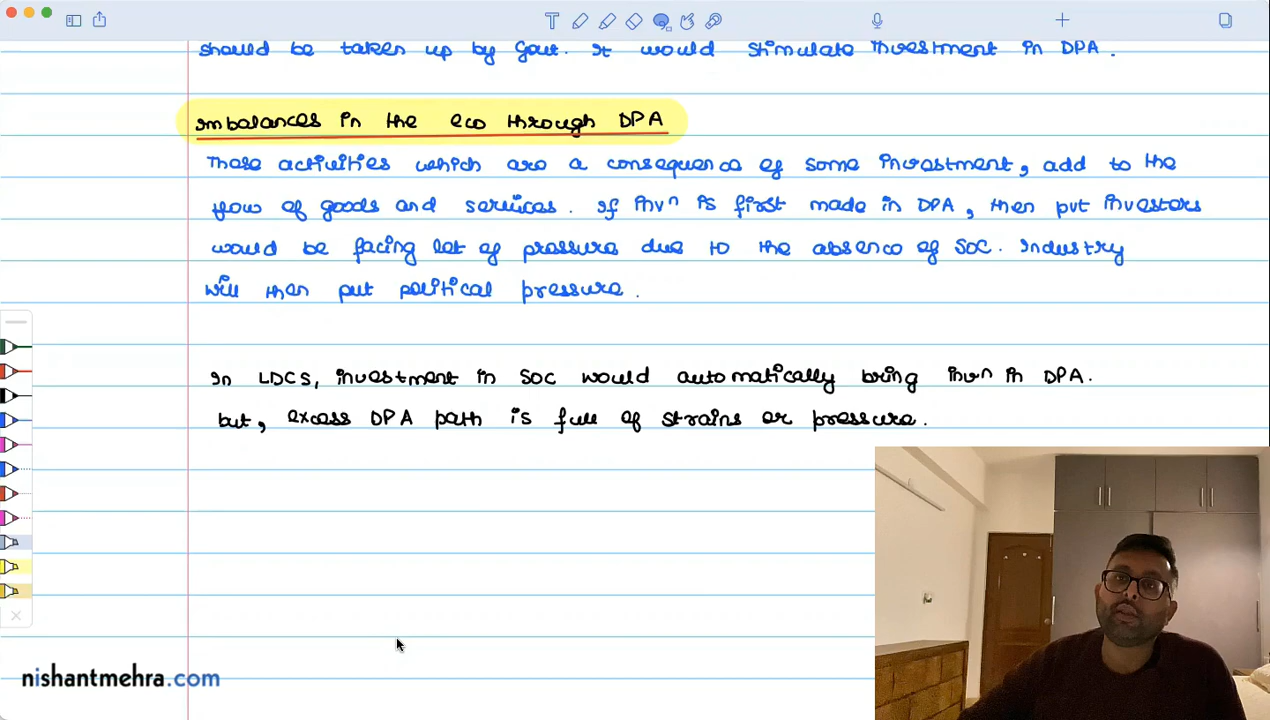 should be taken up by Govt. It would stimulate investment in DPA.
Imbalances in the eco through DPA
Those activities which are a consequence of some investment, add to the
flow of goods and services. If invn is first made in DPA, then pvt investors
would be facing lot of pressure due to the absence of SOC. Industry
will then put political pressure.
In LDCS, investment in SOC would automatically bring invn in DPA.
but, excess DPA path is full of strains or pressure.
nishantmehra.com